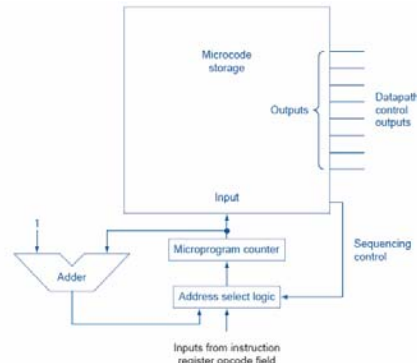 Microcode
storage
Outputs
Datapath
control
outputs
Input
1
Microprogram counter
Sequencing
control
Adder
Address select logic
Inputs from instruction
register opcode field